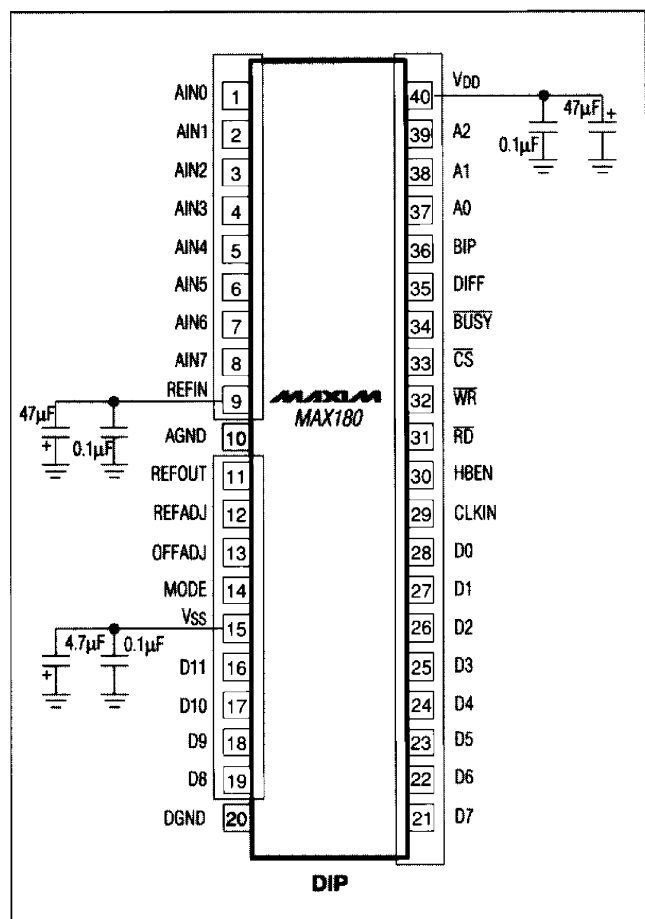 AIN0 1
AIN1 2
AIN2 3
AIN3 4
AIN4 5
AIN5 6
AIN6 7
AIN7 8
REFIN 9
47µF + 0.1µF
AGND 10
REFOUT 11
REFADJ 12
OFFADJ 13
MODE 14
VSS 15
4.7µF + 0.1µF
D11 16
D10 17
D9 18
D8 19
DGND 20
MAXIM
MAX180
40 VDD
0.1µF 47µF +
39 A2
38 A1
37 A0
36 BIP
35 DIFF
34 B̅U̅S̅Y̅
33 C̅S̅
32 W̅R̅
31 R̅D̅
30 HBEN
29 CLKIN
28 D0
27 D1
26 D2
25 D3
24 D4
23 D5
22 D6
21 D7
DIP